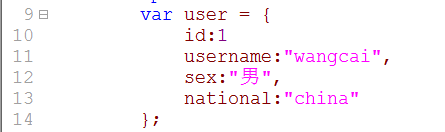 9 var user = {
10 id:1
11 username:"wangcai",
12 sex:"男",
13 national:"china"
14 };